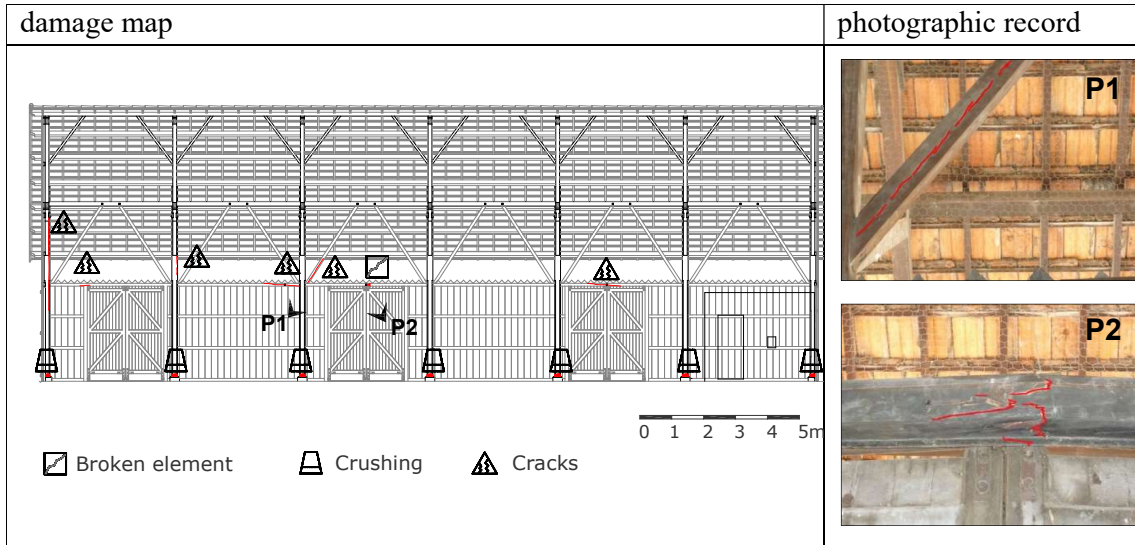 damage map
photographic record
P1
P2
P1
P2
0 1 2 3 4 5m
Broken element
Crushing
Cracks